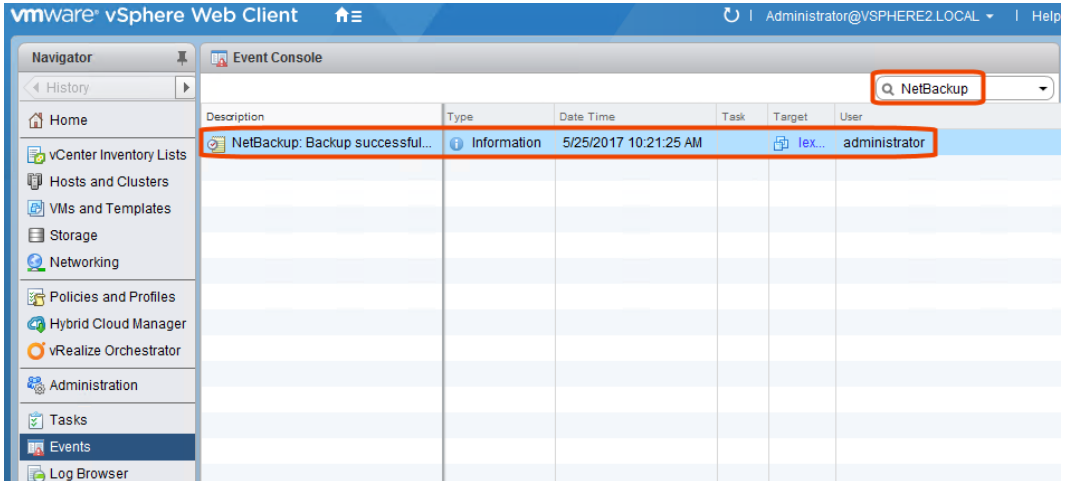 vmware® vSphere Web Client
Administrator@VSPHERE2.LOCAL | Help
Navigator
History
Home
vCenter Inventory Lists
Hosts and Clusters
VMs and Templates
Storage
Networking
Policies and Profiles
Hybrid Cloud Manager
vRealize Orchestrator
Administration
Tasks
Events
Log Browser
Event Console
NetBackup
Description Type Date Time Task Target User
NetBackup: Backup successful... Information 5/25/2017 10:21:25 AM lex... administrator